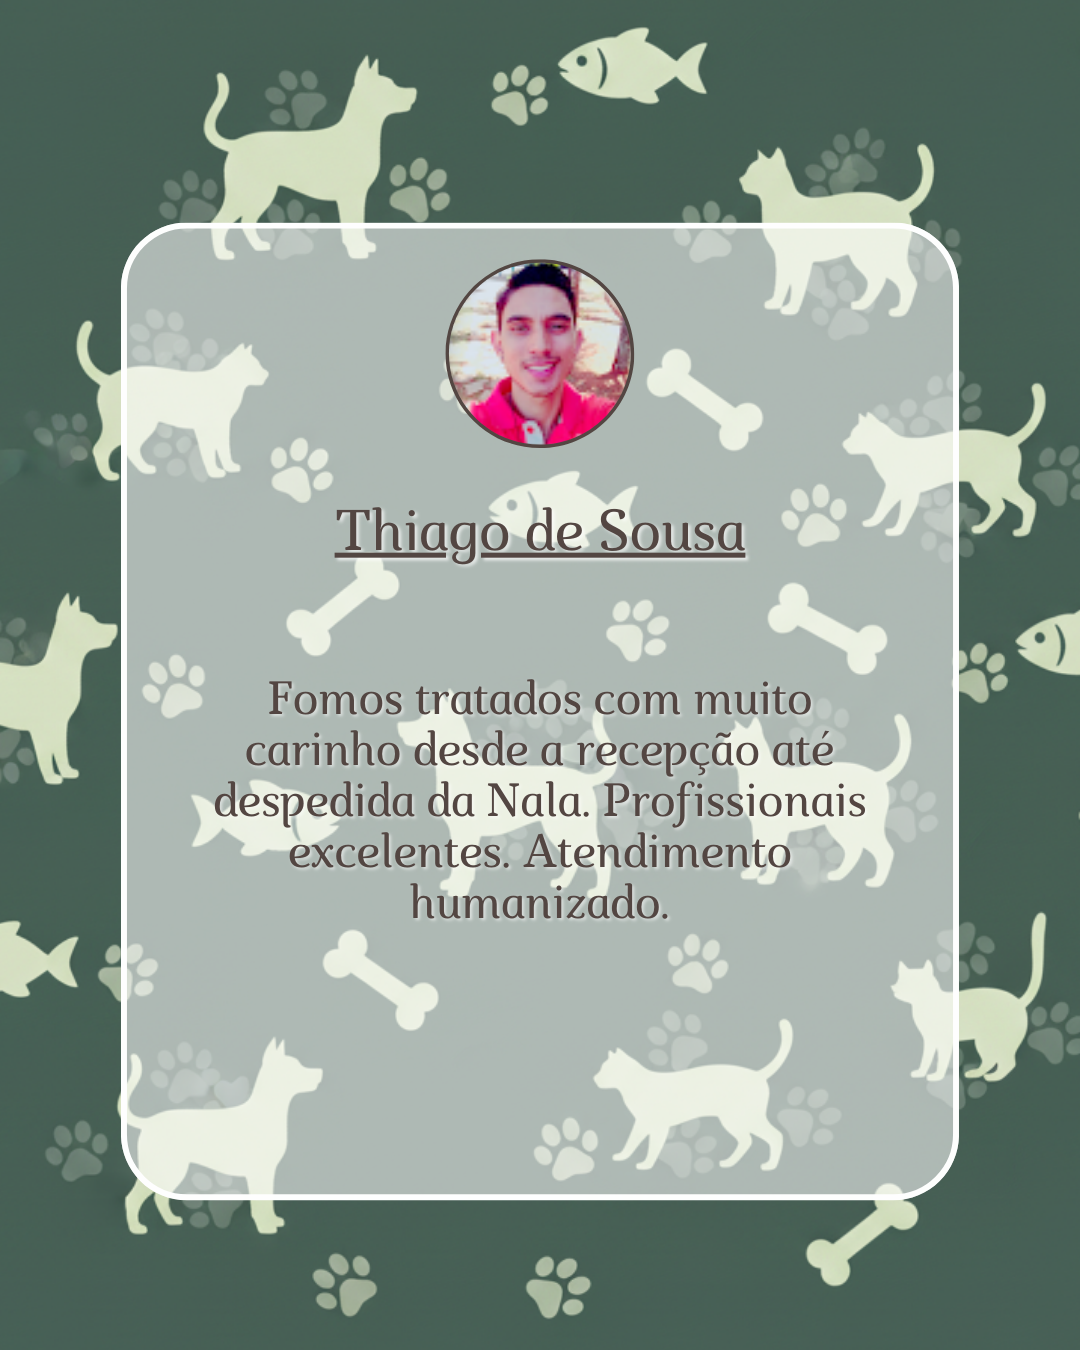 Thiago de Sousa
Fomos tratados com muito
carinho desde a recepção até
despedida da Nala. Profissionais
excelentes. Atendimento
humanizado.